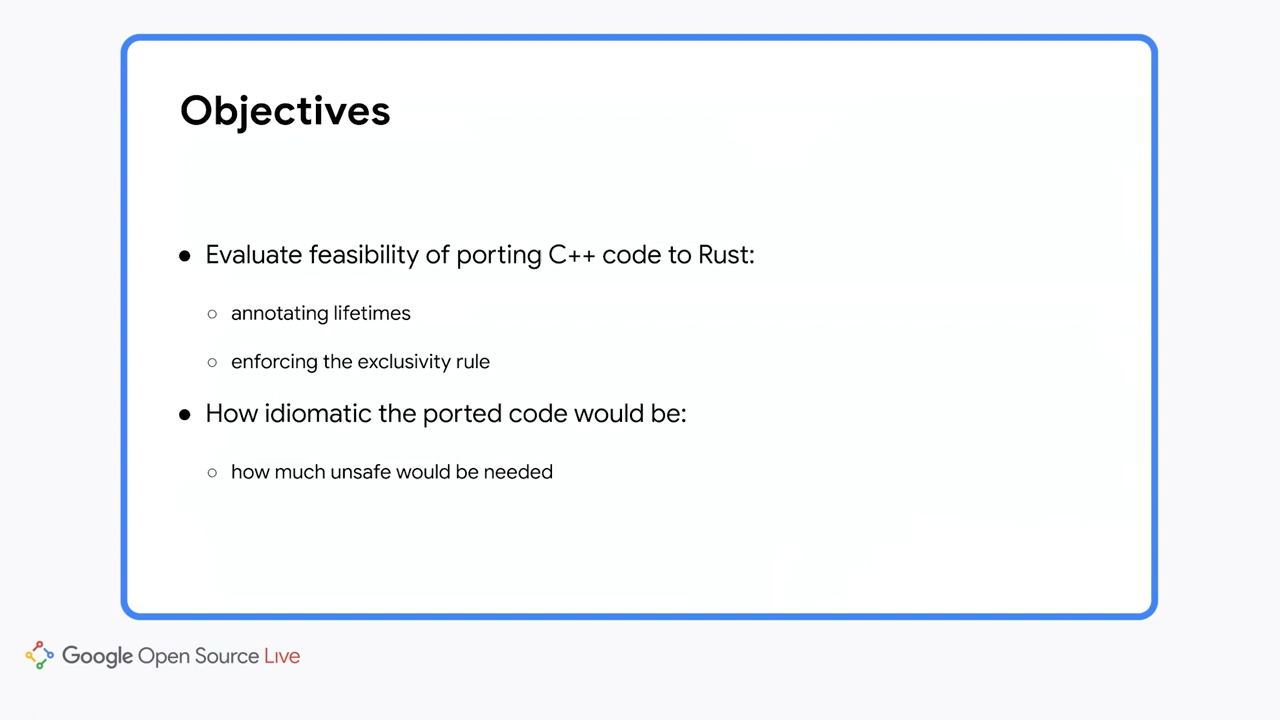 Objectives
● Evaluate feasibility of porting C++ code to Rust:
○ annotating lifetimes
○ enforcing the exclusivity rule
● How idiomatic the ported code would be:
○ how much unsafe would be needed
Google Open Source Live